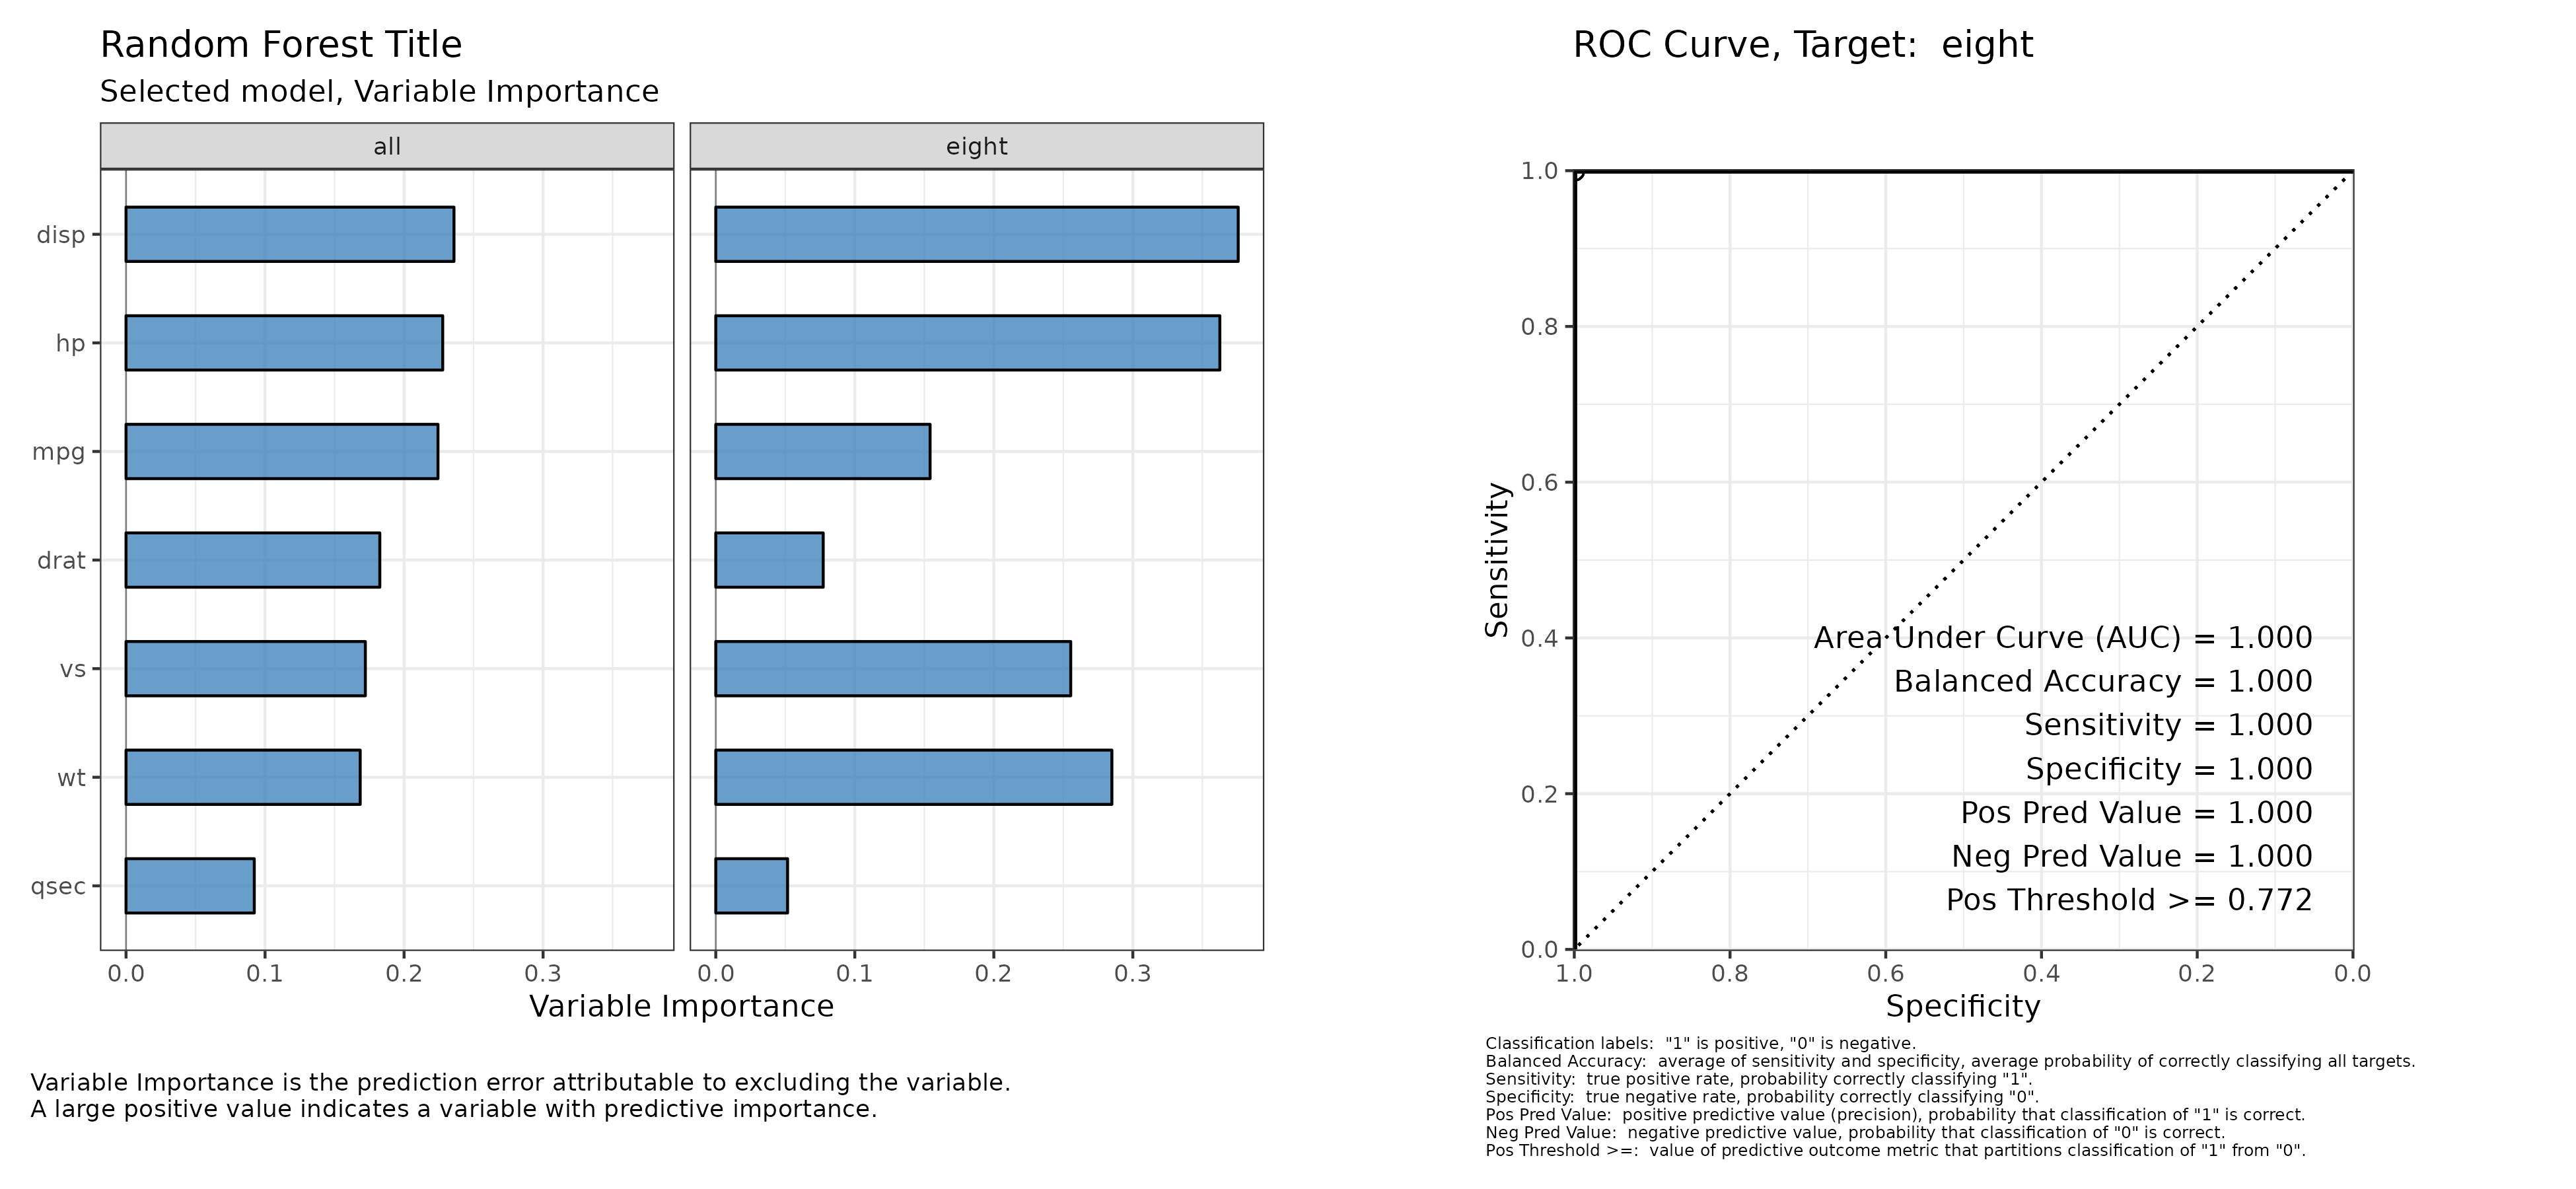 Random Forest Title
Selected model, Variable Importance
all
eight
disp
hp
mpg
drat
vs
wt
qsec
0.0 0.1 0.2 0.3
0.0 0.1 0.2 0.3
Variable Importance
Variable Importance is the prediction error attributable to excluding the variable.
A large positive value indicates a variable with predictive importance.
ROC Curve, Target:  eight
Sensitivity
1.0
0.8
0.6
0.4
0.2
0.0
Area Under Curve (AUC) = 1.000
Balanced Accuracy = 1.000
Sensitivity = 1.000
Specificity = 1.000
Pos Pred Value = 1.000
Neg Pred Value = 1.000
Pos Threshold >= 0.772
1.0 0.8 0.6 0.4 0.2 0.0
Specificity
Classification labels:  "1" is positive, "0" is negative.
Balanced Accuracy:  average of sensitivity and specificity, average probability of correctly classifying all targets.
Sensitivity:  true positive rate, probability correctly classifying "1".
Specificity:  true negative rate, probability correctly classifying "0".
Pos Pred Value:  positive predictive value (precision), probability that classification of "1" is correct.
Neg Pred Value:  negative predictive value, probability that classification of "0" is correct.
Pos Threshold >=:  value of predictive outcome metric that partitions classification of "1" from "0".